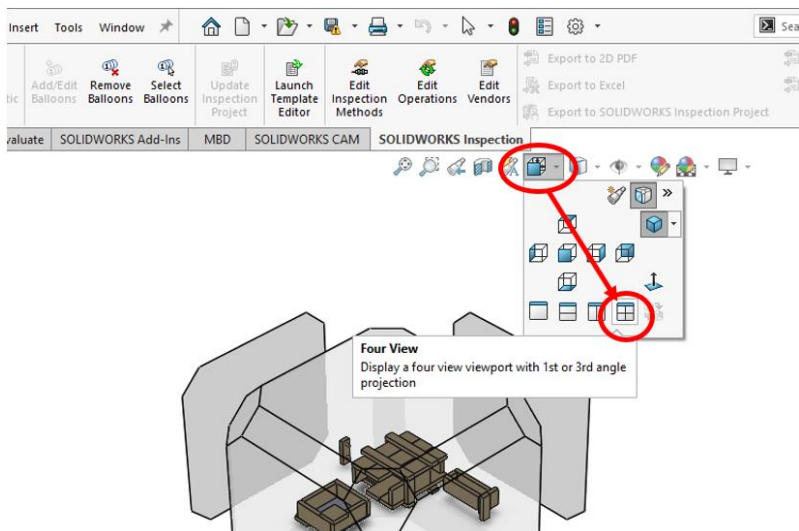 Insert Tools Window
Sea
Add/Edit Balloons
Remove Balloons
Select Balloons
Update Inspection Project
Launch Template Editor
Edit Inspection Methods
Edit Operations
Edit Vendors
Export to 2D PDF
Export to Excel
Export to SOLIDWORKS Inspection Project
tic
valuate SOLIDWORKS Add-Ins MBD SOLIDWORKS CAM SOLIDWORKS Inspection
Four View
Display a four view viewport with 1st or 3rd angle
projection